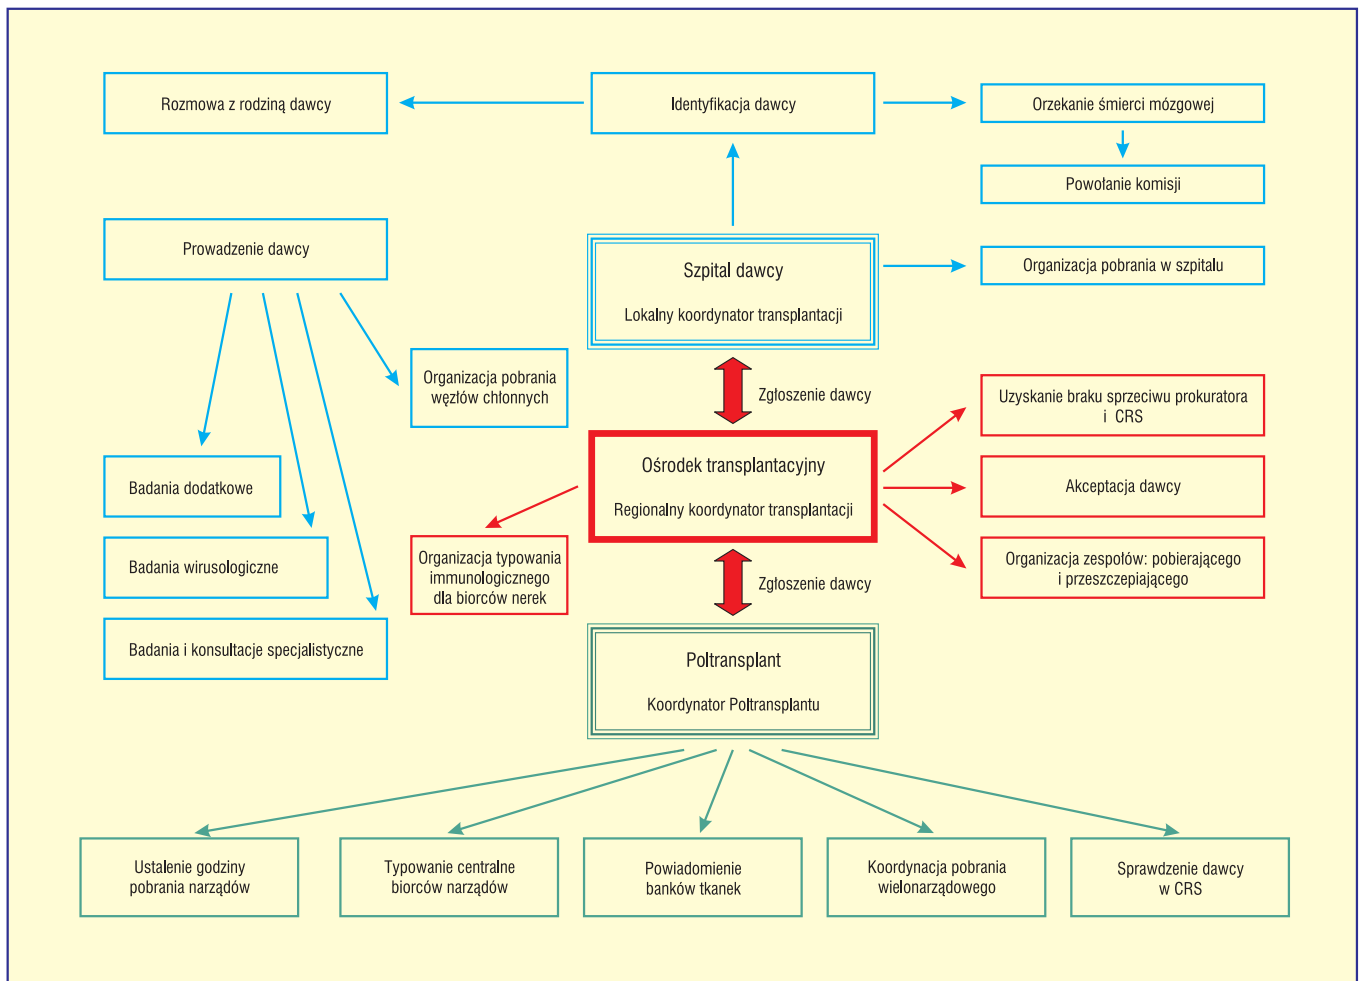 Rozmowa z rodziną dawcy
Identyfikacja dawcy
Orzekanie śmierci mózgowej
Powołanie komisji
Prowadzenie dawcy
Szpital dawcy
Lokalny koordynator transplantacji
Organizacja pobrania w szpitalu
Organizacja pobrania
węzłów chłonnych
Zgłoszenie dawcy
Uzyskanie braku sprzeciwu prokuratora
i CRS
Badania dodatkowe
Ośrodek transplantacyjny
Regionalny koordynator transplantacji
Akceptacja dawcy
Badania wirusologiczne
Organizacja typowania
immunologicznego
dla biorców nerek
Zgłoszenie dawcy
Organizacja zespołów: pobierającego
i przeszczepiającego
Badania i konsultacje specjalistyczne
Poltransplant
Koordynator Poltransplantu
Ustalenie godziny
pobrania narządów
Typowanie centralne
biorców narządów
Powiadomienie
banków tkanek
Koordynacja pobrania
wielonarządowego
Sprawdzenie dawcy
w CRS